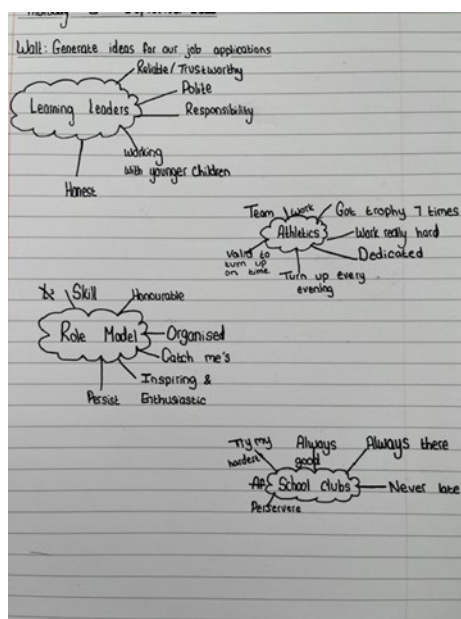 Walt: Generate ideas for our job applications
Reliable/Trustworthy
Polite
Learning Leaders
Responsibility
working
with younger children
Honest
Team work
Got trophy 7 times
Athletics
Work really hard
Dedicated
Valid to
turn up
on time
Turn up every
evening
Skill
Honourable
Role Model
Organised
Catch me's
Inspiring &
Enthusiastic
Persist
Try my
hardest
Always
good
Always there
School clubs
Never late
Perservere